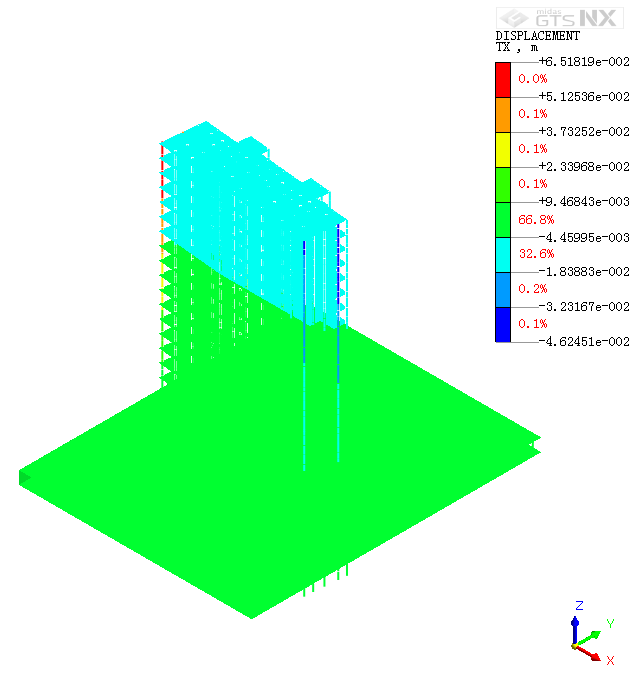 midas
GTS NX
DISPLACEMENT
TX , m
+6.51819e-002
0.0%
+5.12536e-002
0.1%
+3.73252e-002
0.1%
+2.33968e-002
0.1%
+9.46843e-003
66.8%
-4.45995e-003
32.6%
-1.83883e-002
0.2%
-3.23167e-002
0.1%
-4.62451e-002
Z
Y
X